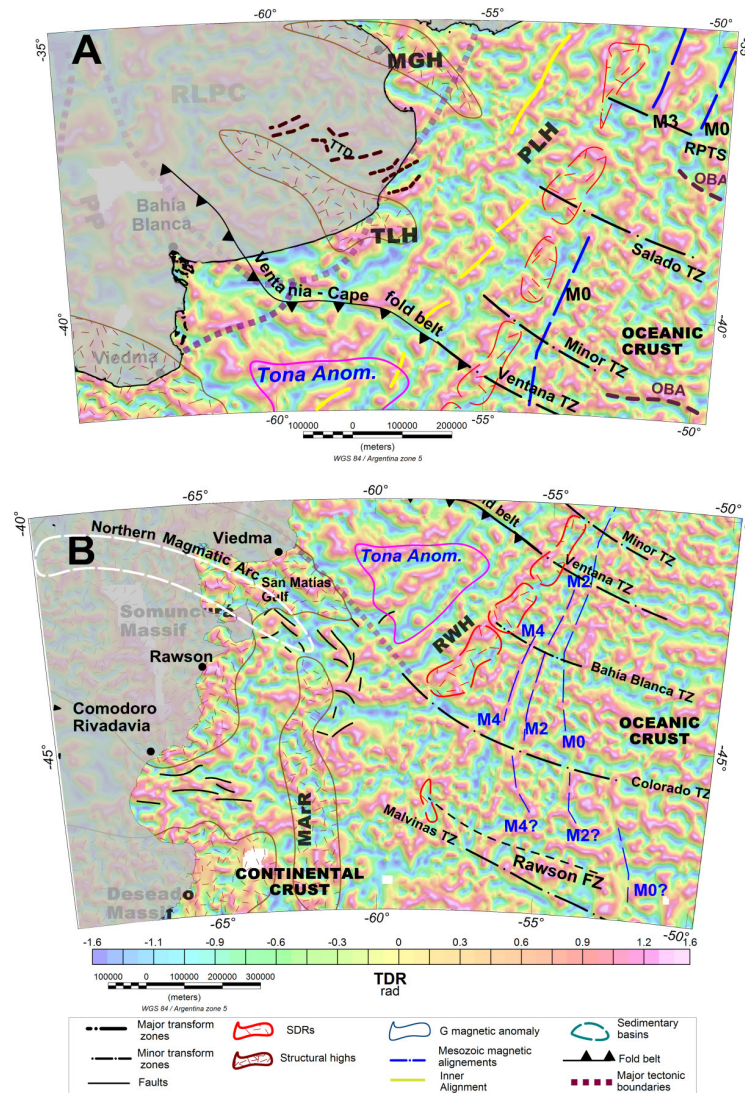 -60°
-55°
-50°
-35°
-35°
A
MGH
RLPC
TTD
M3
M0
RPTS
PLH
OBA
PP
Bahía
Blanca
TLH
Salado TZ
Ventania - Cape
fold belt
M0
-40°
-40°
OCEANIC
CRUST
Minor TZ
Viedma
Tona Anom.
Ventana TZ
OBA
-60°
-55°
-50°
100000 0 100000 200000
(meters)
WGS 84 / Argentina zone 5
-65°
-60°
-55°
-50°
-40°
-40°
B
Northern Magmatic Arc
Viedma
fold belt
Minor TZ
Tona Anom.
Ventana TZ
San Matías
Gulf
M2
Somuncura
Massif
RWH
M4
Rawson
Bahía Blanca TZ
Comodoro
Rivadavia
M4
M2
M0
OCEANIC
CRUST
-45°
-45°
Colorado TZ
MArR
Malvinas TZ
M4?
M2?
Rawson FZ
CONTINENTAL
CRUST
M0?
Deseado
Massif
-65°
-60°
-55°
-50°
-1.6 -1.1 -0.9 -0.6 -0.3 0 0.3 0.6 0.9 1.2 1.6
TDR
rad
100000 0 100000 200000 300000
(meters)
WGS 84 / Argentina zone 5
Major transform
zones
SDRs
G magnetic anomaly
Sedimentary
basins
Minor transform
zones
Structural highs
Mesozoic magnetic
alignements
Fold belt
Faults
Inner
Alignment
Major tectonic
boundaries